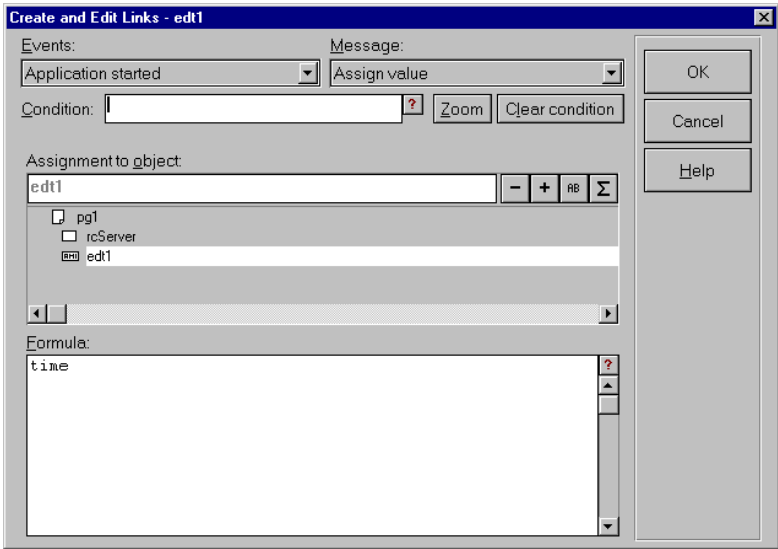 Create and Edit Links - edt1
Events:
Message:
Application started
Assign value
Condition:
?
Zoom
Clear condition
Assignment to object:
edt1
- + AB Σ
pg1
rcServer
edt1
Formula:
time
?
OK
Cancel
Help